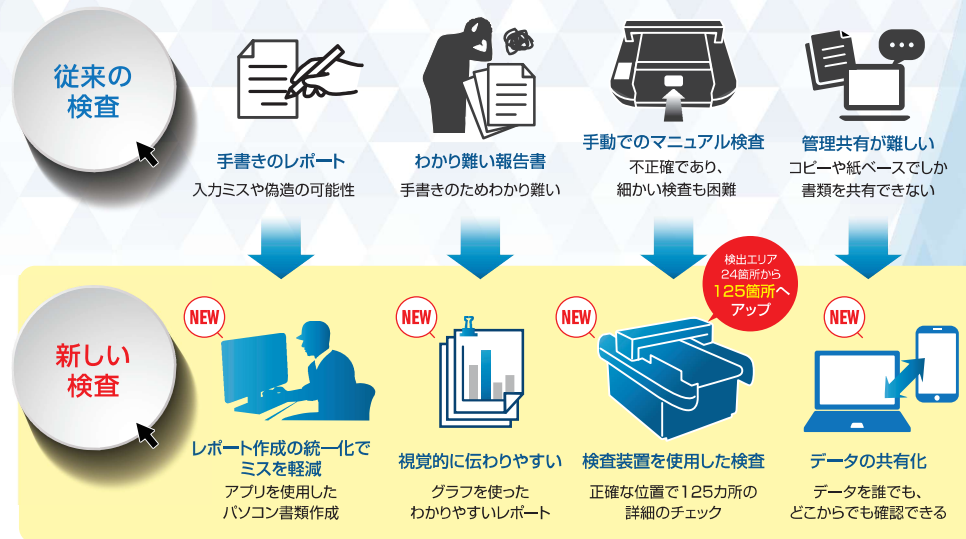 従来の
検査
手書きのレポート
入力ミスや偽造の可能性
わかり難い報告書
手書きのためわかり難い
手動でのマニュアル検査
不正確であり、
細かい検査も困難
管理共有が難しい
コピーや紙ベースでしか
書類を共有できない
新しい
検査
NEW
レポート作成の統一化で
ミスを軽減
アプリを使用した
パソコン書類作成
NEW
視覚的に伝わりやすい
グラフを使った
わかりやすいレポート
NEW
検出エリア
24箇所から
125箇所へ
アップ
検査装置を使用した検査
正確な位置で125カ所の
詳細のチェック
NEW
データの共有化
データを誰でも、
どこからでも確認できる